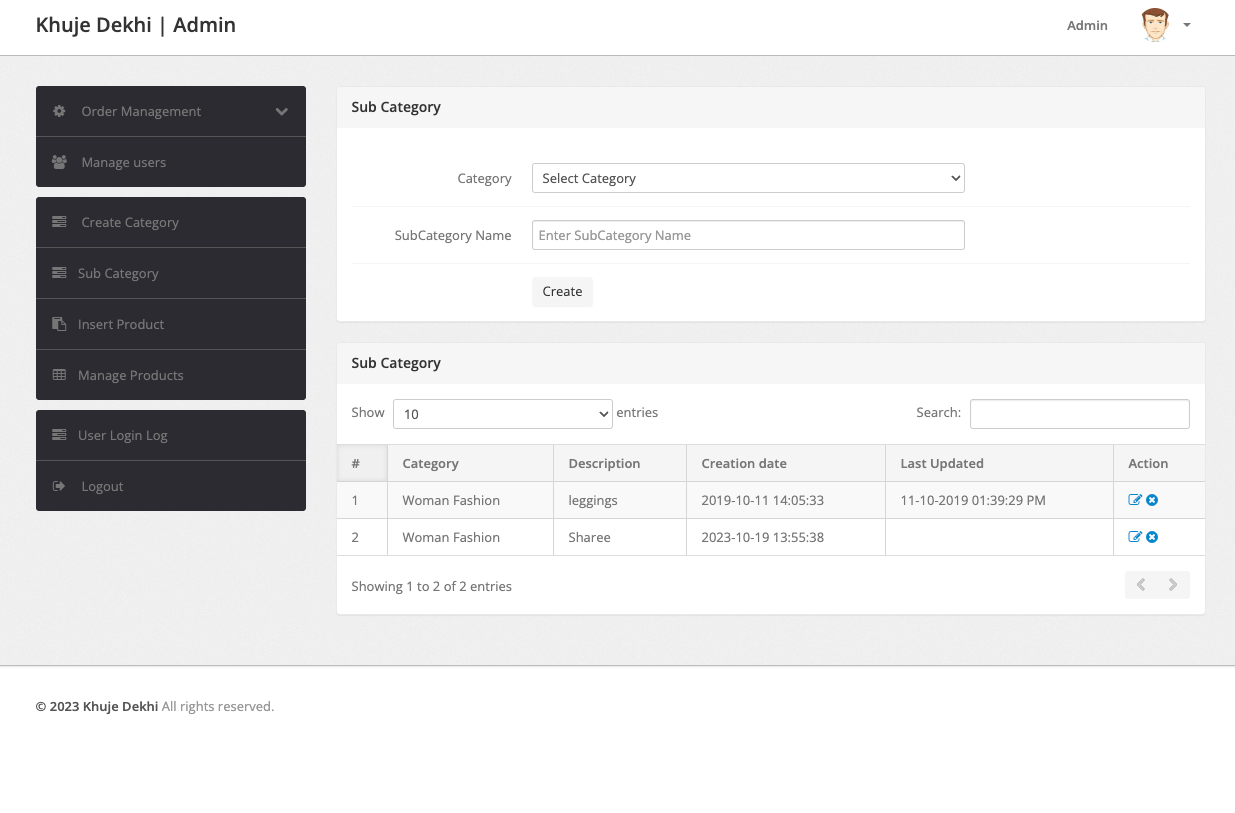 Khuje Dekhi | Admin
Admin
Order Management
Manage users
Create Category
Sub Category
Insert Product
Manage Products
User Login Log
Logout
Sub Category
Category Select Category
SubCategory Name Enter SubCategory Name
Create
Sub Category
Show 10 entries Search:
# Category Description Creation date Last Updated Action
1 Woman Fashion leggings 2019-10-11 14:05:33 11-10-2019 01:39:29 PM
2 Woman Fashion Sharee 2023-10-19 13:55:38
Showing 1 to 2 of 2 entries
© 2023 Khuje Dekhi All rights reserved.